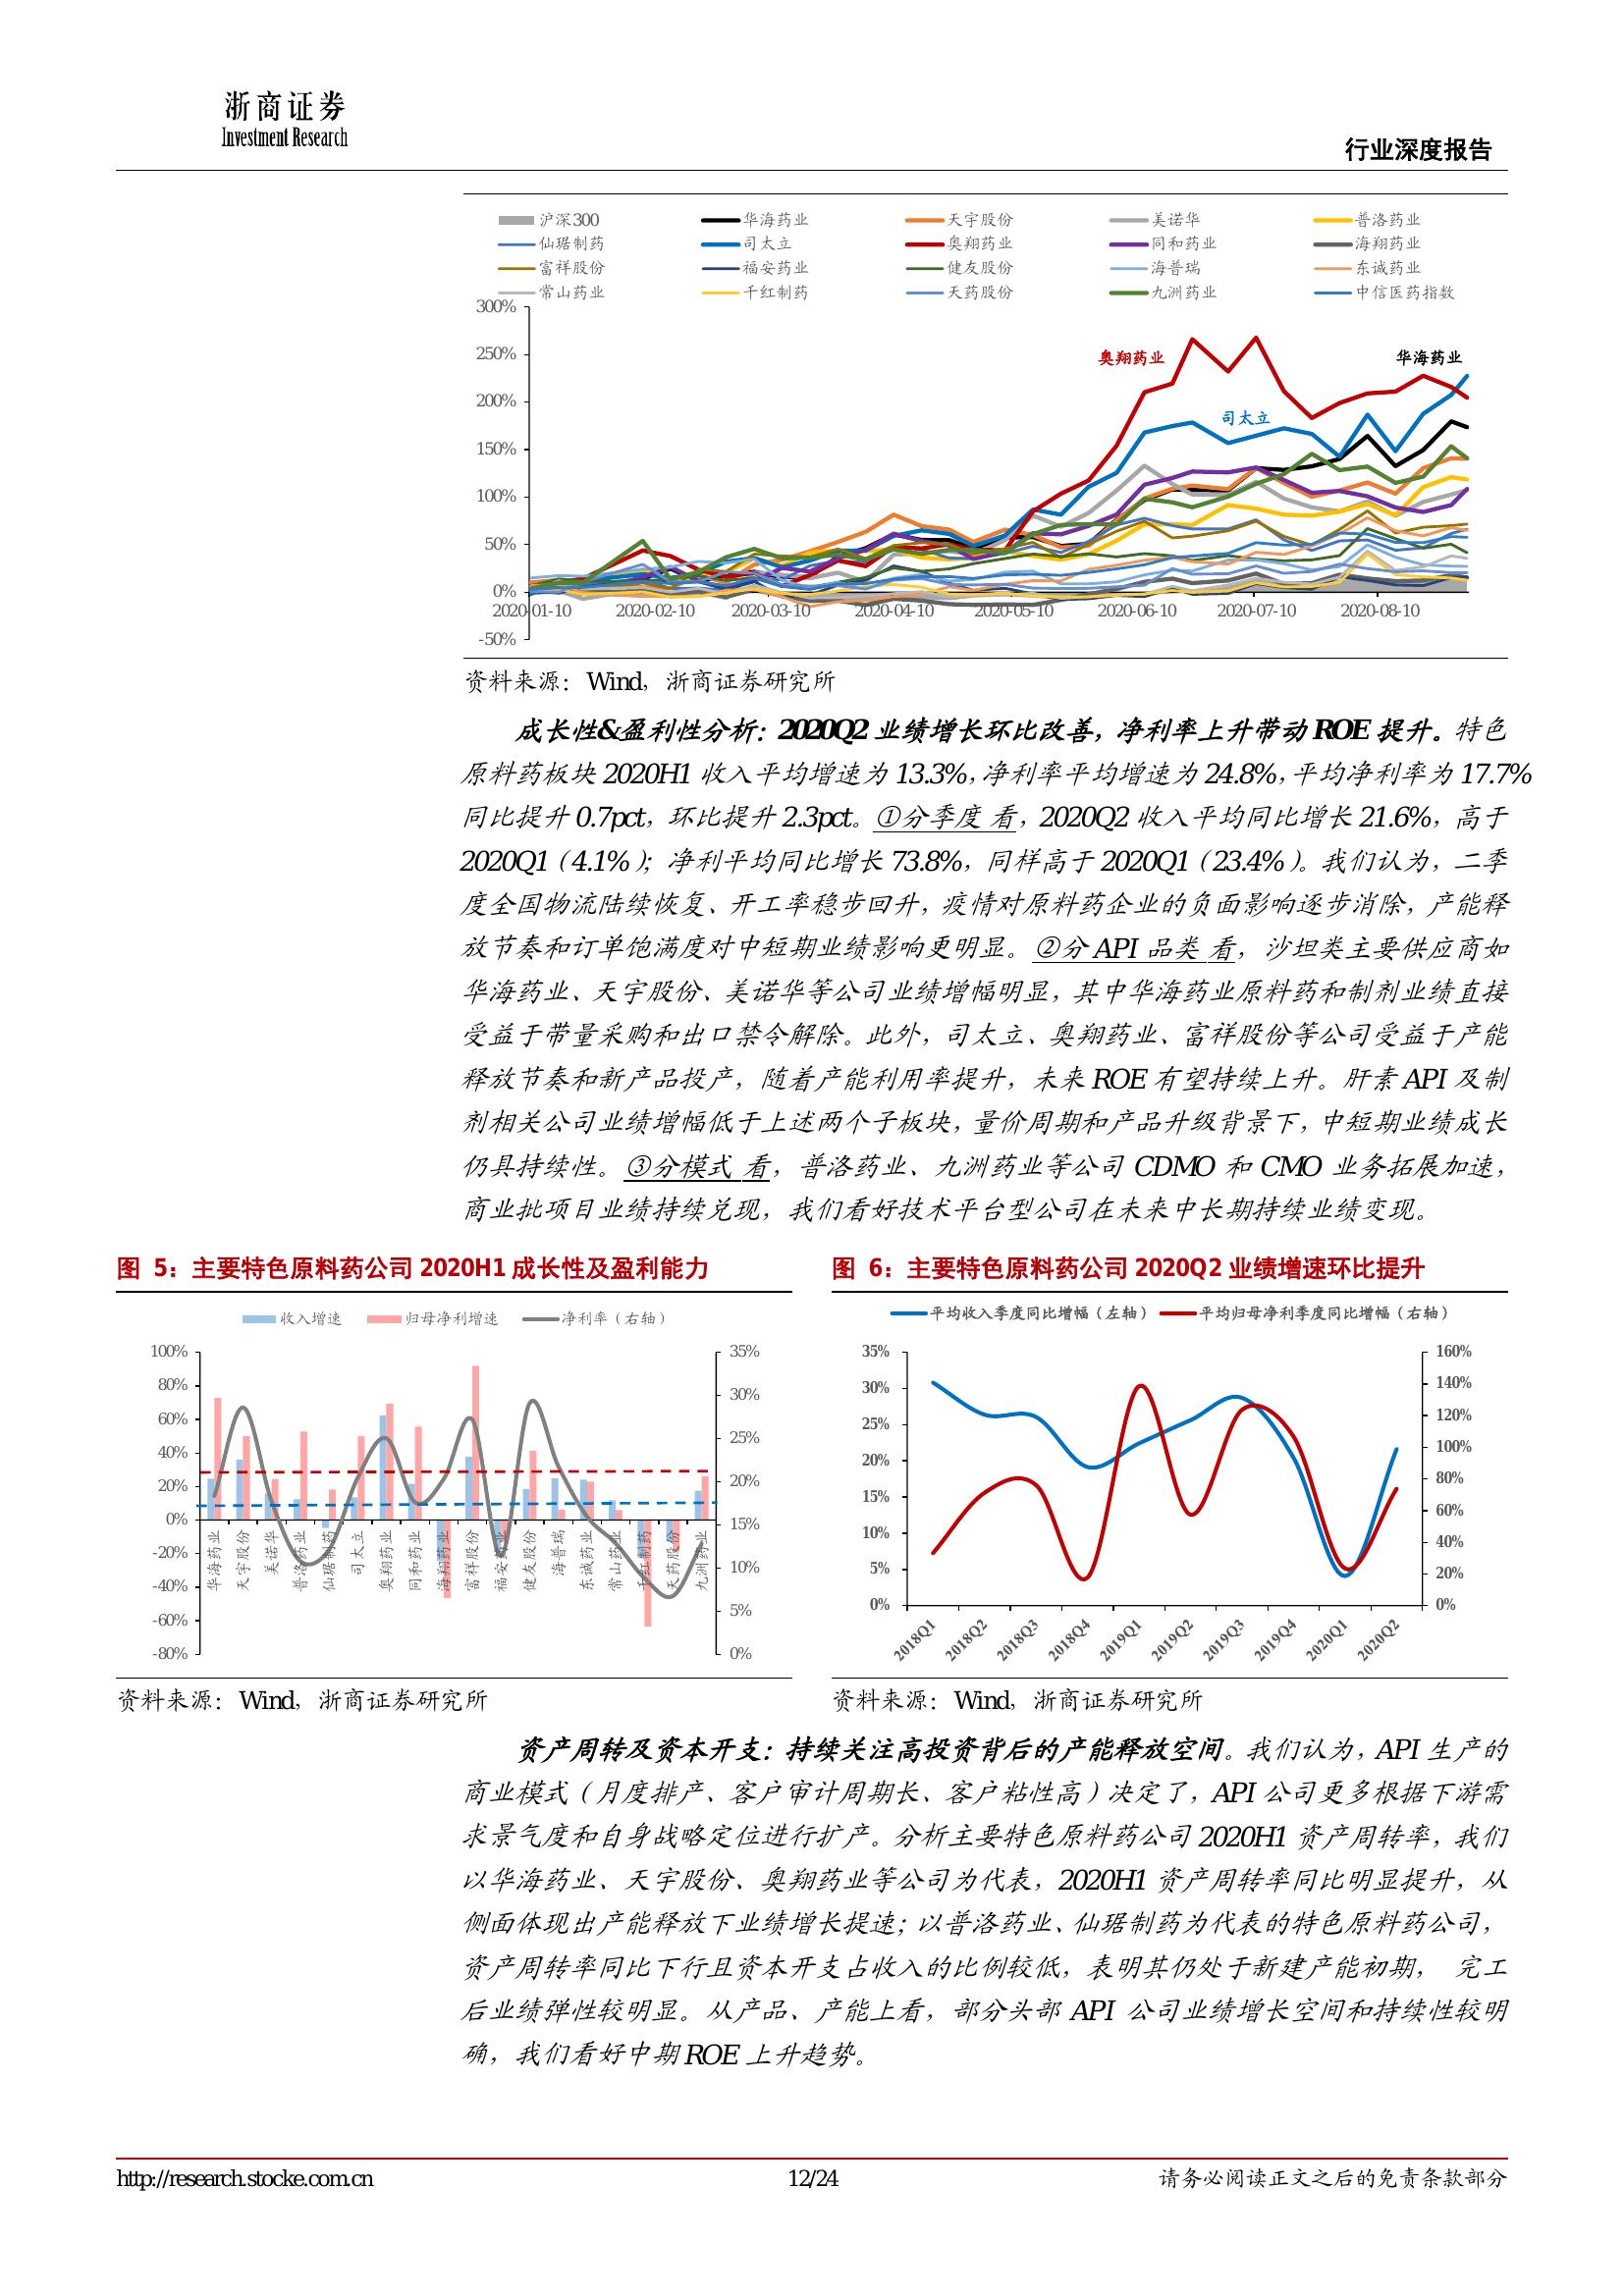 浙商证券
Investment Research
行业深度报告
沪深300 华海药业 天宇股份 美诺华 普洛药业
仙琚制药 司太立 奥翔药业 同和药业 海翔药业
富祥股份 福安药业 健友股份 海普瑞 东诚药业
常山药业 千红制药 天药股份 九洲药业 中信医药指数
300%
250%
200%
150%
100%
50%
0%
-50%
奥翔药业
华海药业
司太立
2020-01-10 2020-02-10 2020-03-10 2020-04-10 2020-05-10 2020-06-10 2020-07-10 2020-08-10
资料来源：Wind，浙商证券研究所
成长性&盈利性分析：2020Q2 业绩增长环比改善，净利率上升带动 ROE 提升。特色
原料药板块 2020H1 收入平均增速为 13.3%，净利率平均增速为 24.8%，平均净利率为 17.7%
同比提升 0.7pct，环比提升 2.3pct。①分季度 看，2020Q2 收入平均同比增长 21.6%，高于
2020Q1（4.1%）；净利平均同比增长 73.8%，同样高于 2020Q1（23.4%）。我们认为，二季
度全国物流陆续恢复、开工率稳步回升，疫情对原料药企业的负面影响逐步消除，产能释
放节奏和订单饱满度对中短期业绩影响更明显。②分 API 品类 看，沙坦类主要供应商如
华海药业、天宇股份、美诺华等公司业绩增幅明显，其中华海药业原料药和制剂业绩直接
受益于带量采购和出口禁令解除。此外，司太立、奥翔药业、富祥股份等公司受益于产能
释放节奏和新产品投产，随着产能利用率提升，未来 ROE 有望持续上升。肝素 API 及制
剂相关公司业绩增幅低于上述两个子板块，量价周期和产品升级背景下，中短期业绩成长
仍具持续性。③分模式 看，普洛药业、九洲药业等公司 CDMO 和 CMO 业务拓展加速，
商业批项目业绩持续兑现，我们看好技术平台型公司在未来中长期持续业绩变现。
图 5：主要特色原料药公司 2020H1 成长性及盈利能力
收入增速 归母净利增速 净利率（右轴）
100%
80%
60%
40%
20%
0%
-20%
-40%
-60%
-80%
35%
30%
25%
20%
15%
10%
5%
0%
华海药业
天宇股份
美诺华
普洛药业
仙琚制药
司太立
奥翔药业
同和药业
海翔药业
富祥股份
福安药业
健友股份
海普瑞
东诚药业
常山药业
千红制药
天药股份
九洲药业
资料来源：Wind，浙商证券研究所
图 6：主要特色原料药公司 2020Q2 业绩增速环比提升
平均收入季度同比增幅（左轴） 平均归母净利季度同比增幅（右轴）
35%
30%
25%
20%
15%
10%
5%
0%
160%
140%
120%
100%
80%
60%
40%
20%
0%
2018Q1 2018Q2 2018Q3 2018Q4 2019Q1 2019Q2 2019Q3 2019Q4 2020Q1 2020Q2
资料来源：Wind，浙商证券研究所
资产周转及资本开支：持续关注高投资背后的产能释放空间。我们认为，API 生产的
商业模式（月度排产、客户审计周期长、客户粘性高）决定了，API 公司更多根据下游需
求景气度和自身战略定位进行扩产。分析主要特色原料药公司 2020H1 资产周转率，我们
以华海药业、天宇股份、奥翔药业等公司为代表，2020H1 资产周转率同比明显提升，从
侧面体现出产能释放下业绩增长提速；以普洛药业、仙琚制药为代表的特色原料药公司，
资产周转率同比下行且资本开支占收入的比例较低，表明其仍处于新建产能初期， 完工
后业绩弹性较明显。从产品、产能上看，部分头部 API 公司业绩增长空间和持续性较明
确，我们看好中期 ROE 上升趋势。
http://research.stocke.com.cn
12/24
请务必阅读正文之后的免责条款部分